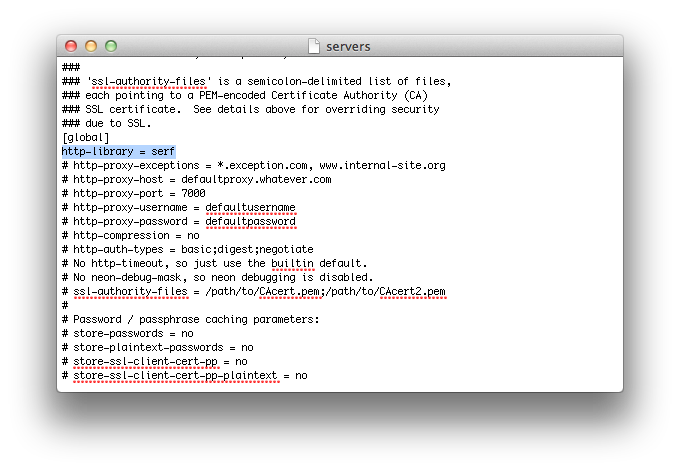 servers
###
### 'ssl-authority-files' is a semicolon-delimited list of files,
### each pointing to a PEM-encoded Certificate Authority (CA)
### SSL certificate.  See details above for overriding security
### due to SSL.
[global]
http-library = serf
# http-proxy-exceptions = *.exception.com, www.internal-site.org
# http-proxy-host = defaultproxy.whatever.com
# http-proxy-port = 7000
# http-proxy-username = defaultusername
# http-proxy-password = defaultpassword
# http-compression = no
# http-auth-types = basic;digest;negotiate
# No http-timeout, so just use the builtin default.
# No neon-debug-mask, so neon debugging is disabled.
# ssl-authority-files = /path/to/CAcert.pem;/path/to/CAcert2.pem
#
# Password / passphrase caching parameters:
# store-passwords = no
# store-plaintext-passwords = no
# store-ssl-client-cert-pp = no
# store-ssl-client-cert-pp-plaintext = no